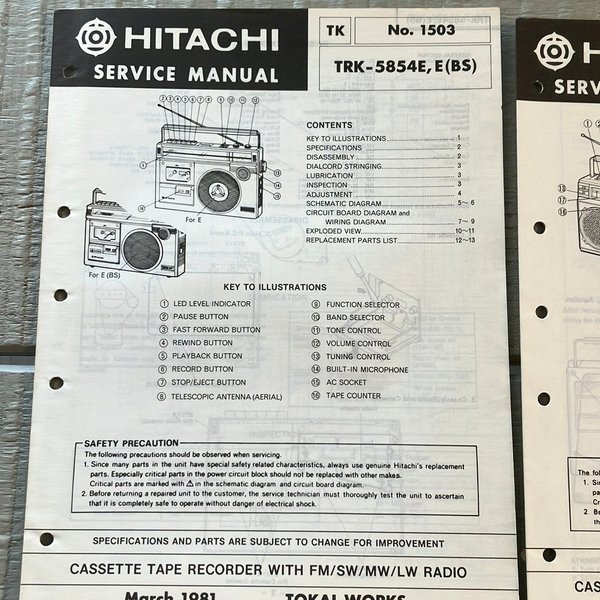 HITACHI
SERVICE MANUAL
TK
No. 1503
TRK-5854E, E(BS)
CONTENTS
KEY TO ILLUSTRATIONS 1
SPECIFICATIONS 2
DISASSEMBLY 2
DIALCORD STRINGING 3
LUBRICATION 3
INSPECTION 3
ADJUSTMENT 4
SCHEMATIC DIAGRAM 5~ 6
CIRCUIT BOARD DIAGRAM and
WIRING DIAGRAM 7~ 9
EXPLODED VIEW 10~11
REPLACEMENT PARTS LIST 12~13
For E
For E (BS)
KEY TO ILLUSTRATIONS
① LED LEVEL INDICATOR
② PAUSE BUTTON
③ FAST FORWARD BUTTON
④ REWIND BUTTON
⑤ PLAYBACK BUTTON
⑥ RECORD BUTTON
⑦ STOP/EJECT BUTTON
⑧ TELESCOPIC ANTENNA (AERIAL)
⑨ FUNCTION SELECTOR
⑩ BAND SELECTOR
⑪ TONE CONTROL
⑫ VOLUME CONTROL
⑬ TUNING CONTROL
⑭ BUILT-IN MICROPHONE
⑮ AC SOCKET
⑯ TAPE COUNTER
SAFETY PRECAUTION
The following precautions should be observed when servicing.
1. Since many parts in the unit have special safety related characteristics, always use genuine Hitachi's replacement
parts. Especially critical parts in the power circuit block should not be replaced with other makes.
Critical parts are marked with ⚠ in the schematic diagram and circuit board diagram.
2. Before returning a repaired unit to the customer, the service technician must thoroughly test the unit to ascertain
that it is completely safe to operate without danger of electrical shock.
SPECIFICATIONS AND PARTS ARE SUBJECT TO CHANGE FOR IMPROVEMENT
CASSETTE TAPE RECORDER WITH FM/SW/MW/LW RADIO
March 1981 TOKAI WORKS
H
SERV
The fo
1. Si
Cri
2. Be